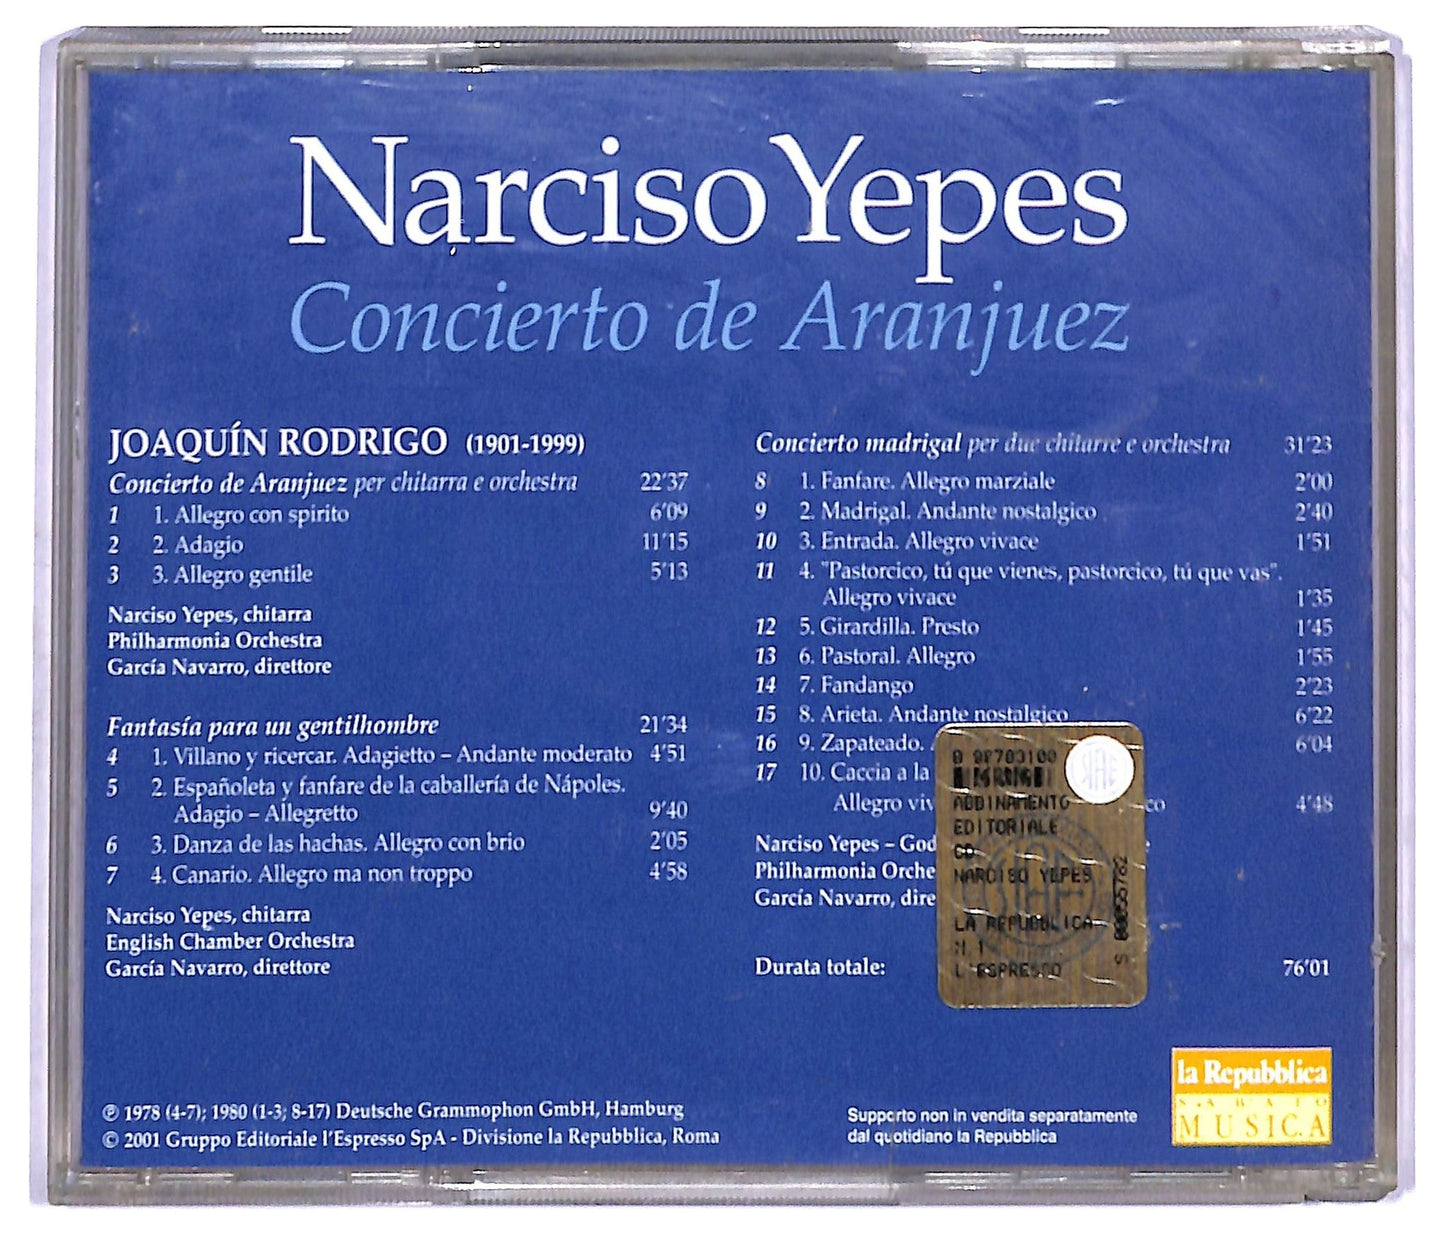 Narciso Yepes
Concierto de Aranjuez
JOAQUÍN RODRIGO (1901-1999)
Concierto de Aranjuez per chitarra e orchestra 22'37
1 1. Allegro con spirito 6'09
2 2. Adagio 11'15
3 3. Allegro gentile 5'13
Narciso Yepes, chitarra
Philharmonia Orchestra
García Navarro, direttore
Fantasía para un gentilhombre 21'34
4 1. Villano y ricercar. Adagietto – Andante moderato 4'51
5 2. Españoleta y fanfare de la caballería de Nápoles.
Adagio – Allegretto 9'40
6 3. Danza de las hachas. Allegro con brio 2'05
7 4. Canario. Allegro ma non troppo 4'58
Narciso Yepes, chitarra
English Chamber Orchestra
García Navarro, direttore
Concierto madrigal per due chitarre e orchestra 31'23
8 1. Fanfare. Allegro marziale 2'00
9 2. Madrigal. Andante nostalgico 2'40
10 3. Entrada. Allegro vivace 1'51
11 4. "Pastorcico, tú que vienes, pastorcico, tú que vas".
Allegro vivace 1'35
12 5. Girardilla. Presto 1'45
13 6. Pastoral. Allegro 1'55
14 7. Fandango 2'23
15 8. Arieta. Andante nostalgico 6'22
16 9. Zapateado. 6'04
17 10. Caccia a la
Allegro viv co 4'48
Narciso Yepes – God e
Philharmonia Orche
García Navarro, dire
Durata totale: 76'01
ABBINAMENTO
EDITORIALE
CD
NARCISO YEPES
LA REPUBBLICA
N.1
L'ESPRESSO
SIAE
℗ 1978 (4-7); 1980 (1-3; 8-17) Deutsche Grammophon GmbH, Hamburg
© 2001 Gruppo Editoriale l'Espresso SpA - Divisione la Repubblica, Roma
Supporto non in vendita separatamente
dal quotidiano la Repubblica
la Repubblica
SABATO
MUSICA